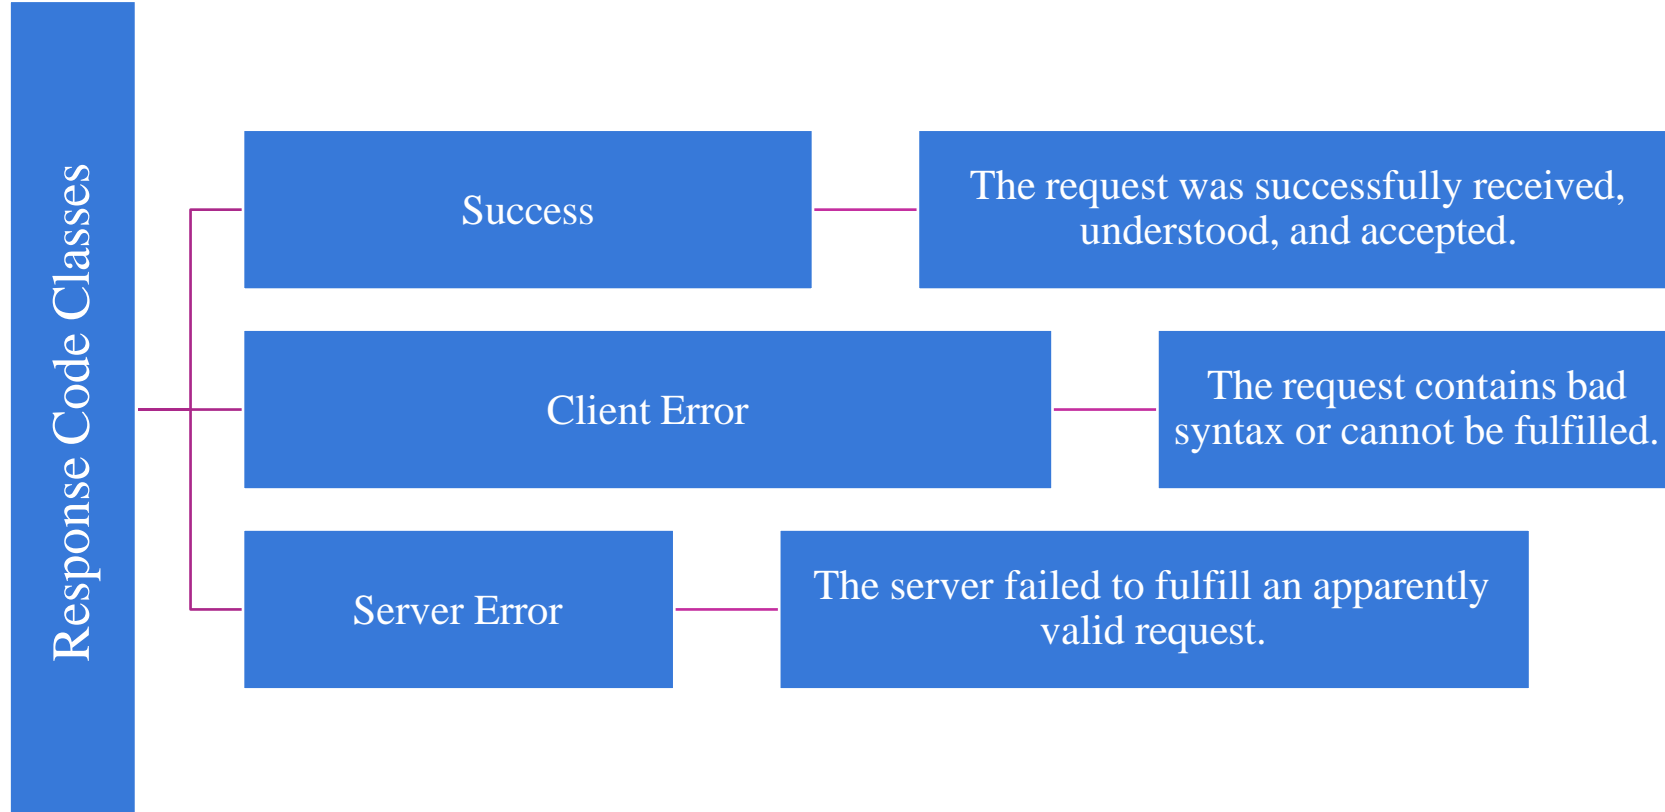 Response Code Classes
Success
The request was successfully received,
understood, and accepted.
Client Error
The request contains bad
syntax or cannot be fulfilled.
Server Error
The server failed to fulfill an apparently
valid request.